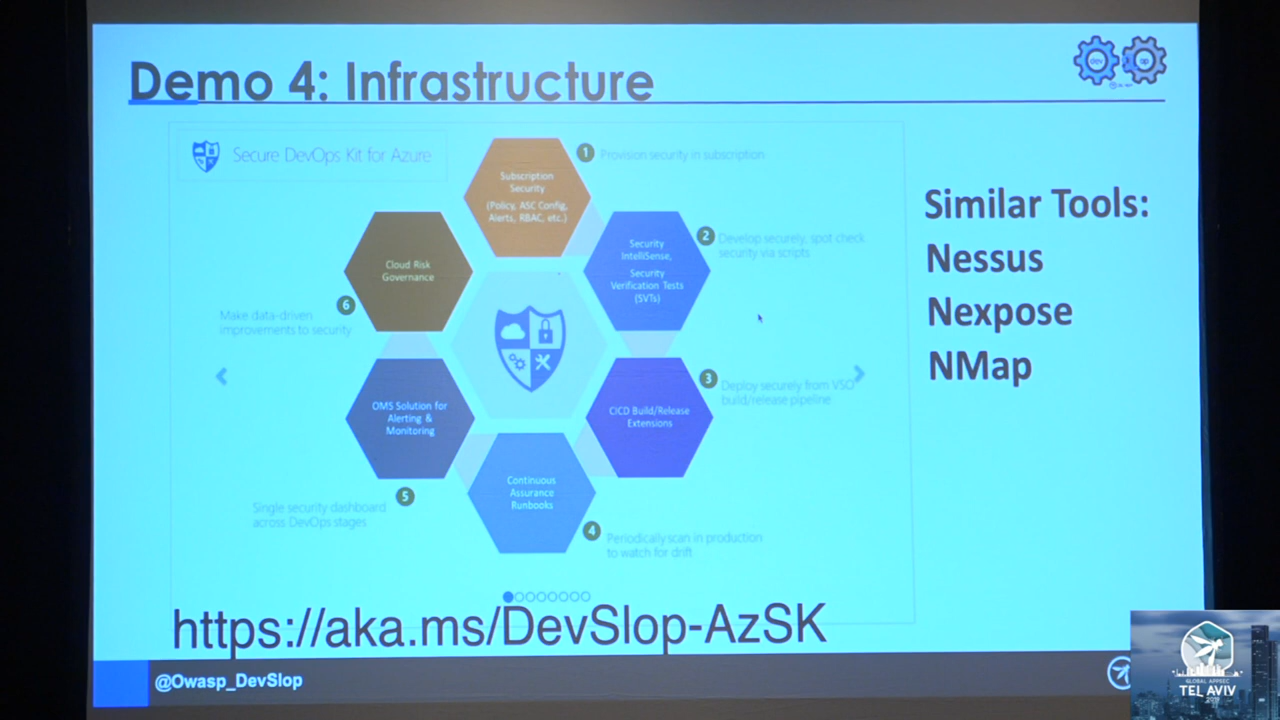 Demo 4: Infrastructure
dev
op
Secure DevOps Kit for Azure
Subscription
Security
(Policy, ASC Config,
Alerts, RBAC, etc.)
1
Provision security in subscription
Security
IntelliSense,
Security
Verification Tests
(SVTs)
2
Develop securely, spot check
security via scripts
CICD Build/Release
Extensions
3
Deploy securely from VSO
build/release pipeline
Continuous
Assurance
Runbooks
4
Periodically scan in production
to watch for drift
OMS Solution for
Alerting &
Monitoring
5
Single security dashboard
across DevOps stages
Cloud Risk
Governance
6
Make data-driven
improvements to security
Similar Tools:
Nessus
Nexpose
NMap
https://aka.ms/DevSlop-AzSK
@Owasp_DevSlop
GLOBAL APPSEC
TEL AVIV